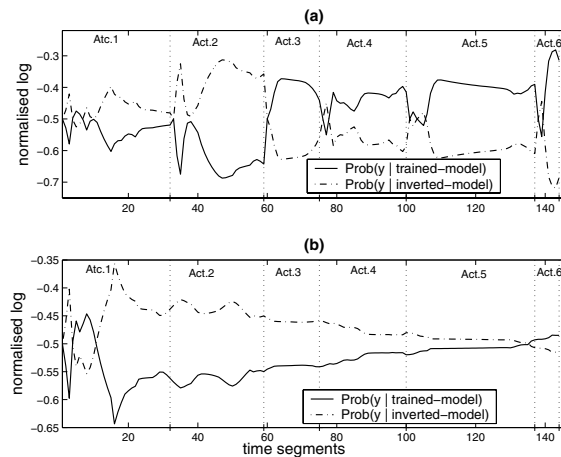 (a)
Atc.1 Act.2 Act.3 Act.4 Act.5 Act.6
normalised log
−0.3
−0.4
−0.5
−0.6
−0.7
Prob(y | trained−model)
Prob(y | inverted−model)
20 40 60 80 100 120 140
(b)
Atc.1 Act.2 Act.3 Act.4 Act.5 Act.6
normalised log
−0.35
−0.4
−0.45
−0.5
−0.55
−0.6
−0.65
Prob(y | trained−model)
Prob(y | inverted−model)
20 40 60 80 100 120 140
time segments